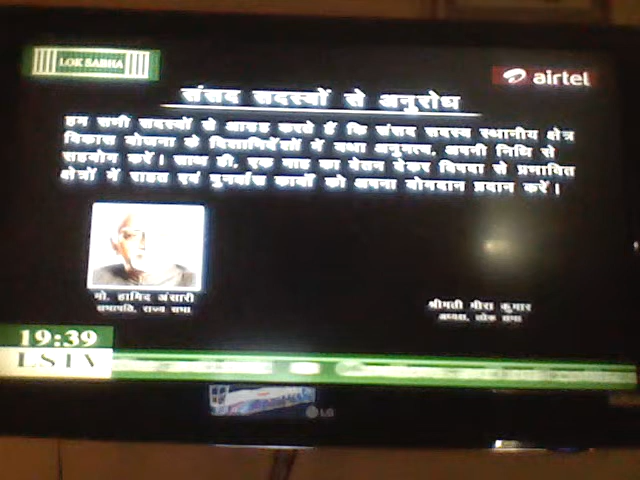 LOK SABHA
airtel
संसद सदस्यों से अनुरोध
हम सभी सदस्यों से आग्रह करते हैं कि संसद सदस्य स्थानीय क्षेत्र
विकास योजना के दिशानिर्देशों में यथा अनुमत्य, अपनी निधि से
सहयोग करें। साथ ही, एक माह का वेतन देकर विपदा से प्रभावित
क्षेत्रों में राहत एवं पुनर्वास कार्यों को अपना योगदान प्रदान करें।
मो. हामिद अंसारी
सभापति, राज्य सभा
श्रीमती मीरा कुमार
अध्यक्ष, लोक सभा
19:39
LSTV
LG